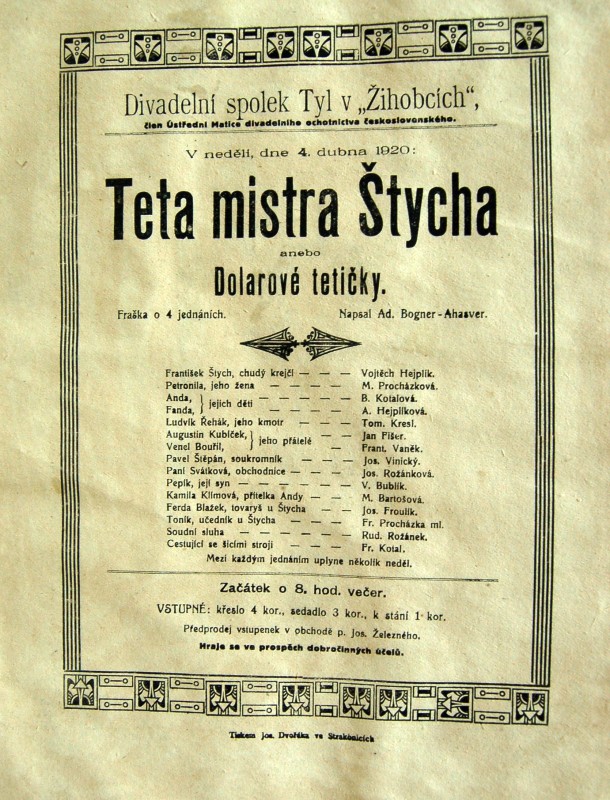 Divadelní spolek Tyl v „Žihobcích“,
člen Ústřední Matice divadelního ochotnictva československého.
V neděli, dne 4. dubna 1920:
Teta mistra Štycha
anebo
Dolarové tetičky.
Fraška o 4 jednáních. Napsal Ad. Bogner-Ahasver.
František Štych, chudý krejčí — — — Vojtěch Hejplík.
Petronila, jeho žena — — — — — M. Procházková.
Anda, } jejich děti — — — — — B. Kotalová.
Fanda, — — — — — A. Hejplíková.
Ludvík Řehák, jeho kmotr — — — Tom. Kresl.
Augustin Kubíček, } jeho přátelé — — Jan Fišer.
Vencl Bouřil, Frant. Vaněk.
Pavel Štěpán, soukromník — — — Jos. Vinický.
Paní Svátková, obchodnice — — — Jos. Rožánková.
Pepík, její syn — — — — — V. Bublík.
Kamila Klímová, přítelka Andy — — M. Bartošová.
Ferda Blažek, tovaryš u Štycha — — Jos. Froulík.
Toník, učedník u Štycha — — — Fr. Procházka ml.
Soudní sluha — — — — — — Rud. Rožánek.
Cestující se šicími stroji — — — Fr. Kotal.
Mezi každým jednáním uplyne několik neděl.
Začátek o 8. hod. večer.
VSTUPNÉ: křeslo 4 kor., sedadlo 3 kor., k stání 1 kor.
Předprodej vstupenek v obchodě p. Jos. Železného.
Hraje se ve prospěch dobročinných účelů.
Tiskem Jos. Dvořáka ve Strakonicích